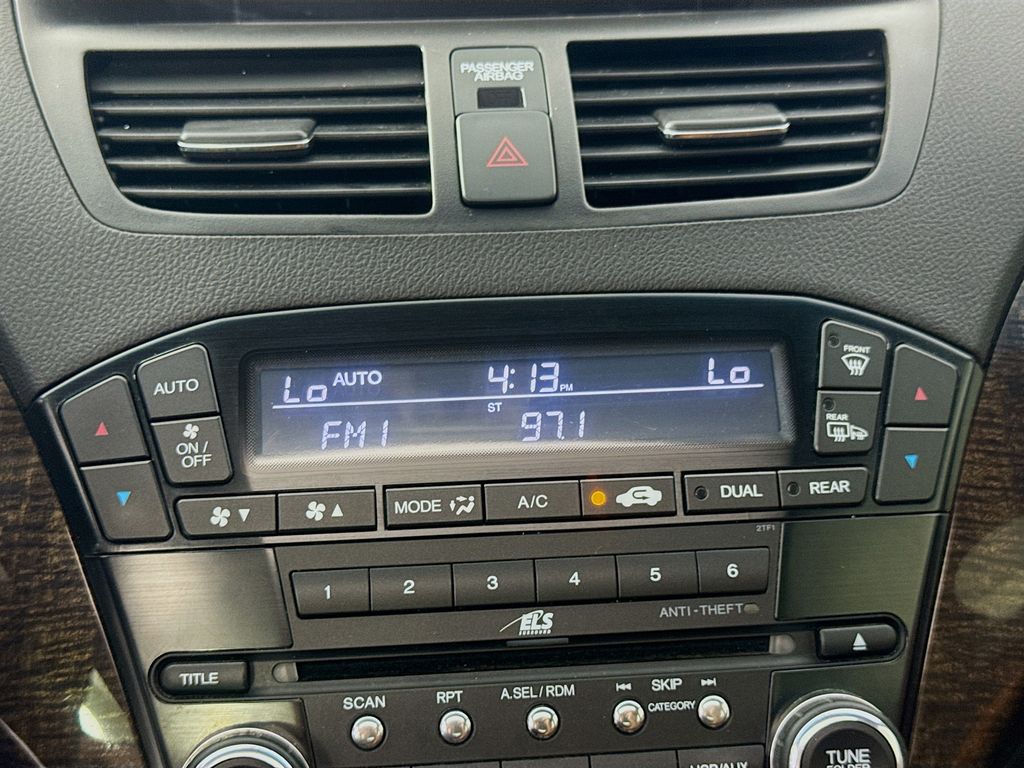 PASSENGER
AIRBAG
Lo AUTO 4:13 PM Lo
ST
FM1 97.1
AUTO
ON /
OFF
FRONT
REAR
MODE
A/C
DUAL
REAR
2TF1
1 2 3 4 5 6
ANTI-THEFT
ELS
SURROUND
TITLE
SCAN RPT A.SEL/RDM SKIP
CATEGORY
TUNE
FOLDER